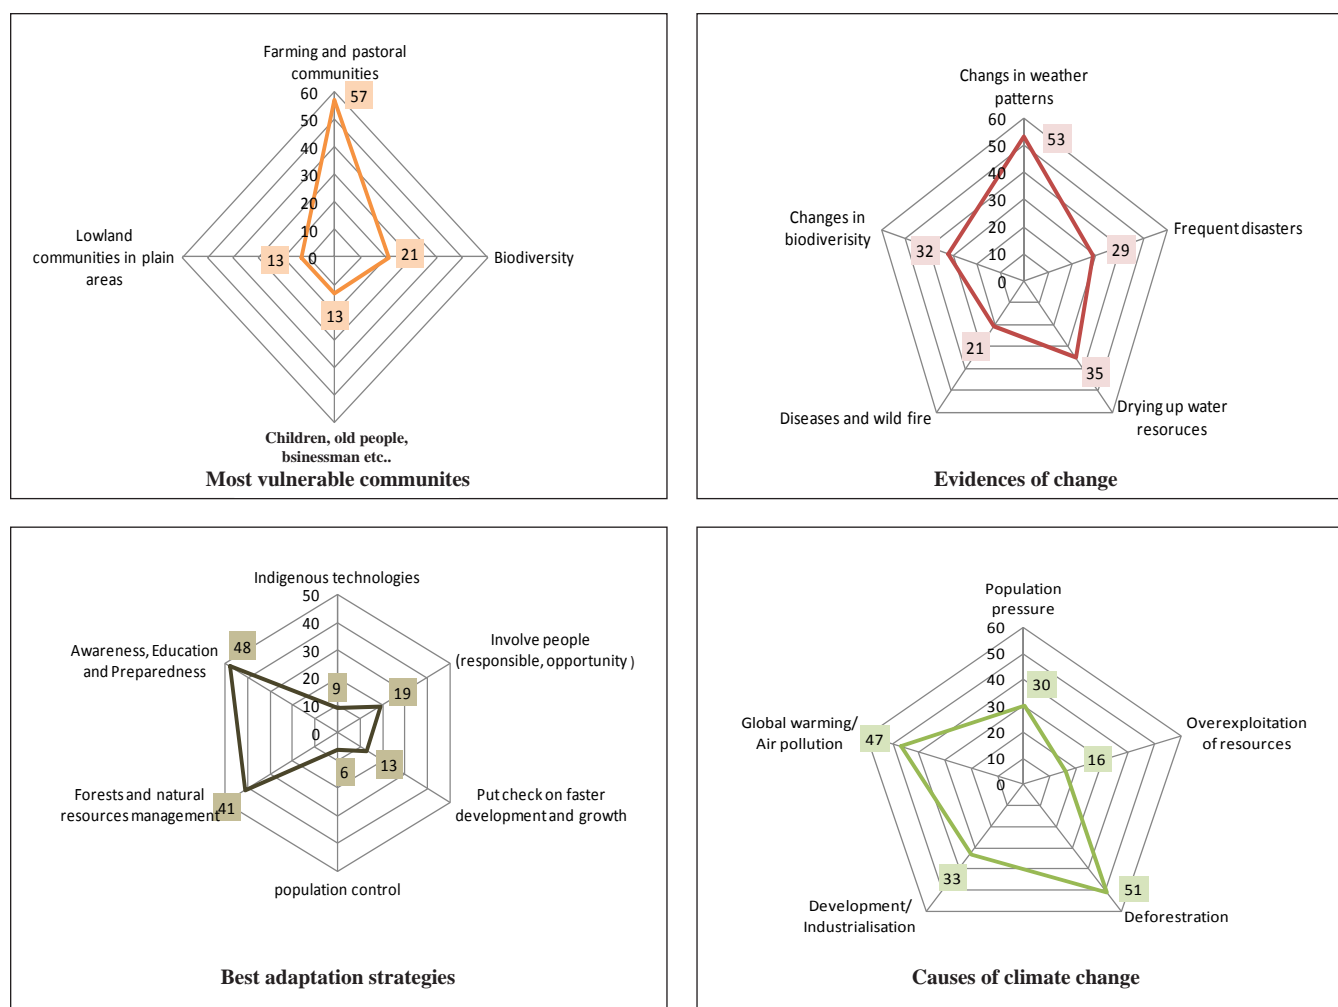 Farming and pastoral
communities
60
57
50
40
30
20
10
0
Lowland
communities in plain
areas
13
21
Biodiversity
13
Children, old people,
bsinessman etc..
Most vulnerable communites
Changs in weather
patterns
60
53
50
40
30
20
10
0
Changes in
biodiverisity
32
29
Frequent disasters
21
35
Diseases and wild fire
Drying up water
resoruces
Evidences of change
Indigenous technologies
50
40
30
20
10
0
Awareness, Education
and Preparedness
48
9
19
Involve people
(responsible, opportunity )
13
6
Forests and natural
resources management
41
Put check on faster
development and growth
population control
Best adaptation strategies
Population
pressure
60
50
40
30
20
10
0
30
Global warming/
Air pollution
47
16
Overexploitation
of resources
33
51
Development/
Industrialisation
Deforestration
Causes of climate change